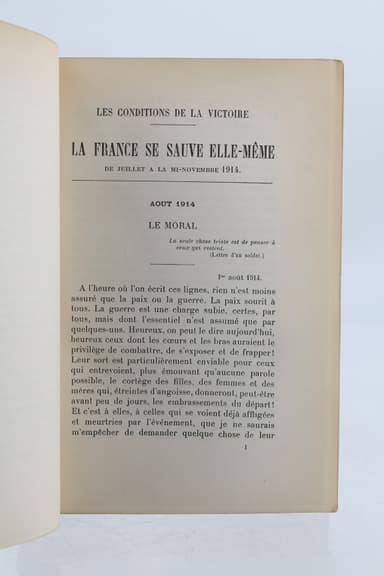 LES CONDITIONS DE LA VICTOIRE
LA FRANCE SE SAUVE ELLE-MÊME
DE JUILLET A LA MI-NOVEMBRE 1914.
AOUT 1914
LE MORAL
La seule chose triste est de penser à
ceux qui restent.
(Lettre d'un soldat.)
1er août 1914.
A l'heure où l'on écrit ces lignes, rien n'est moins
assuré que la paix ou la guerre. La paix sourit à
tous. La guerre est une charge subie, certes, par
tous, mais dont l'essentiel n'est assumé que par
quelques-uns. Heureux, on peut le dire aujourd'hui,
heureux ceux dont les cœurs et les bras auraient le
privilège de combattre, de s'exposer et de frapper!
Leur sort est particulièrement enviable pour ceux
qui entrevoient, plus émouvant qu'aucune parole
possible, le cortège des filles, des femmes et des
mères qui, étreintes d'angoisse, donneront, peut-être
avant peu de jours, les embrassements du départ!
Et c'est à elles, à celles qui se voient déjà affligées
et meurtries par l'événement, que je ne saurais
m'empêcher de demander quelque chose de leur
1